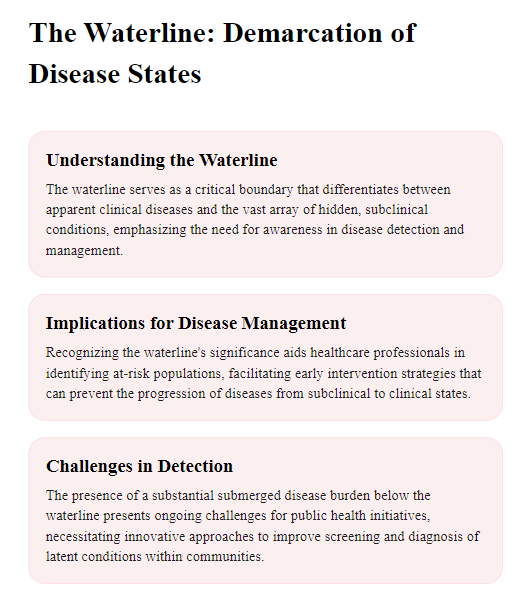 The Waterline: Demarcation of
Disease States
Understanding the Waterline
The waterline serves as a critical boundary that differentiates between
apparent clinical diseases and the vast array of hidden, subclinical
conditions, emphasizing the need for awareness in disease detection and
management.
Implications for Disease Management
Recognizing the waterline's significance aids healthcare professionals in
identifying at-risk populations, facilitating early intervention strategies that
can prevent the progression of diseases from subclinical to clinical states.
Challenges in Detection
The presence of a substantial submerged disease burden below the
waterline presents ongoing challenges for public health initiatives,
necessitating innovative approaches to improve screening and diagnosis of
latent conditions within communities.